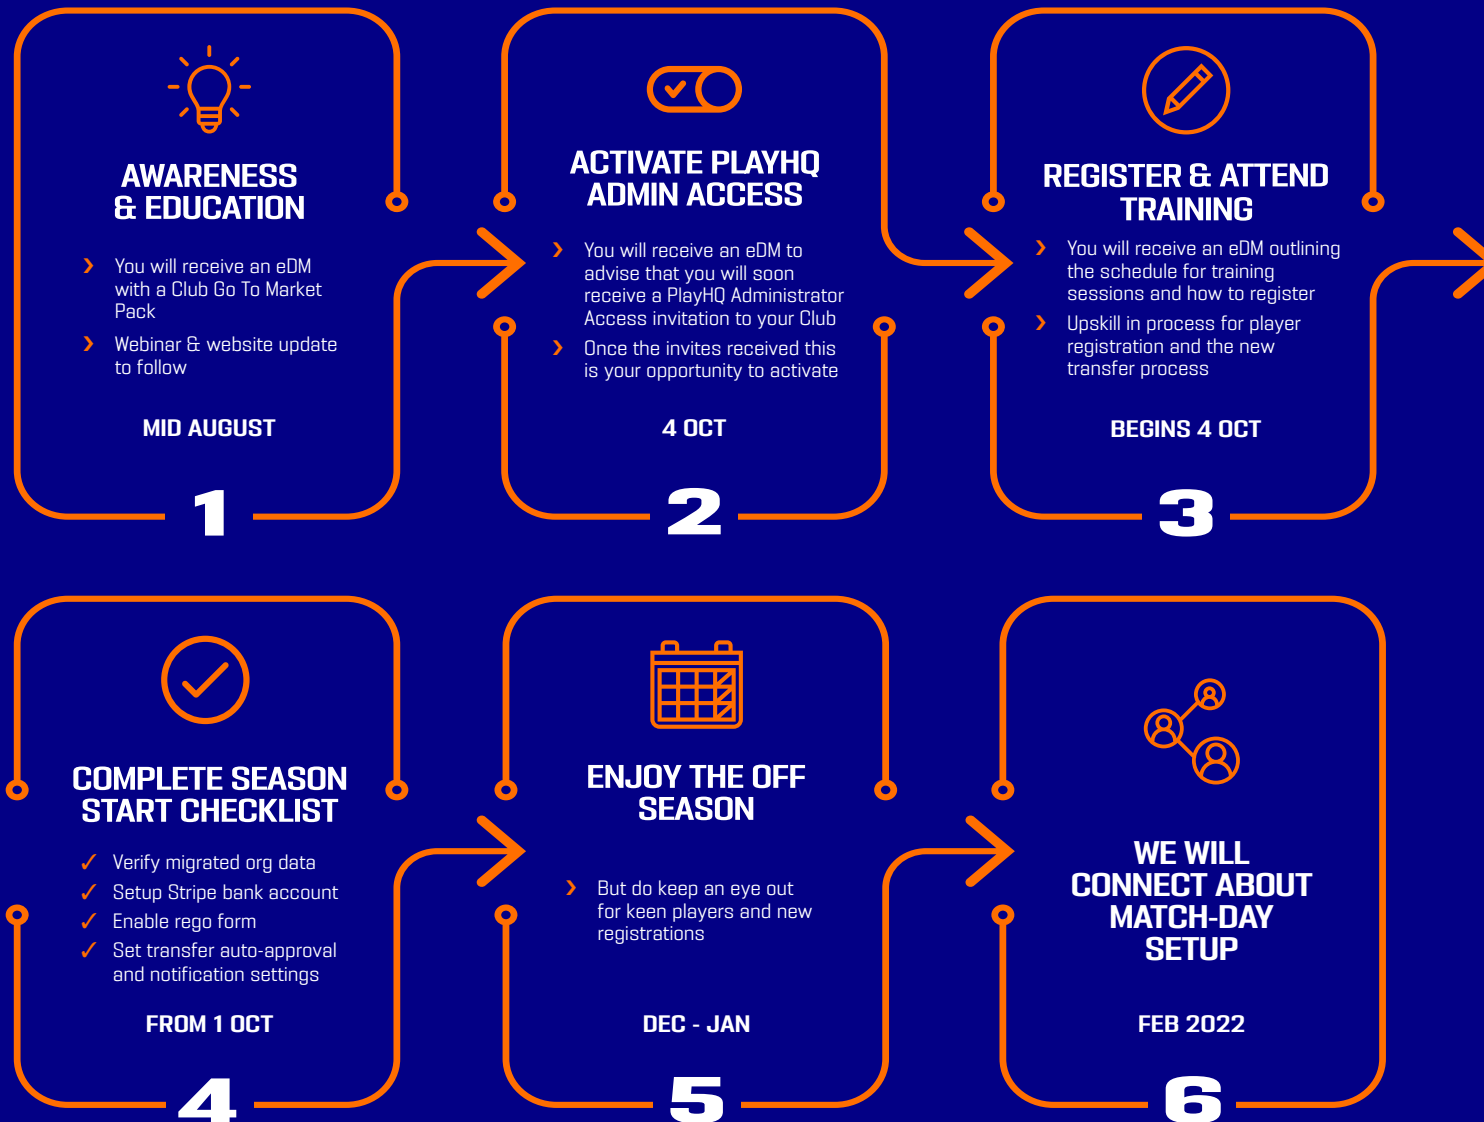 AWARENESS
& EDUCATION
› You will receive an eDM
with a Club Go To Market
Pack
› Webinar & website update
to follow
MID AUGUST
1
ACTIVATE PLAYHQ
ADMIN ACCESS
› You will receive an eDM to
advise that you will soon
receive a PlayHQ Administrator
Access invitation to your Club
› Once the invites received this
is your opportunity to activate
4 OCT
2
REGISTER & ATTEND
TRAINING
› You will receive an eDM outlining
the schedule for training
sessions and how to register
› Upskill in process for player
registration and the new
transfer process
BEGINS 4 OCT
3
COMPLETE SEASON
START CHECKLIST
✓ Verify migrated org data
✓ Setup Stripe bank account
✓ Enable rego form
✓ Set transfer auto-approval
and notification settings
FROM 1 OCT
4
ENJOY THE OFF
SEASON
› But do keep an eye out
for keen players and new
registrations
DEC - JAN
5
WE WILL
CONNECT ABOUT
MATCH-DAY
SETUP
FEB 2022
6